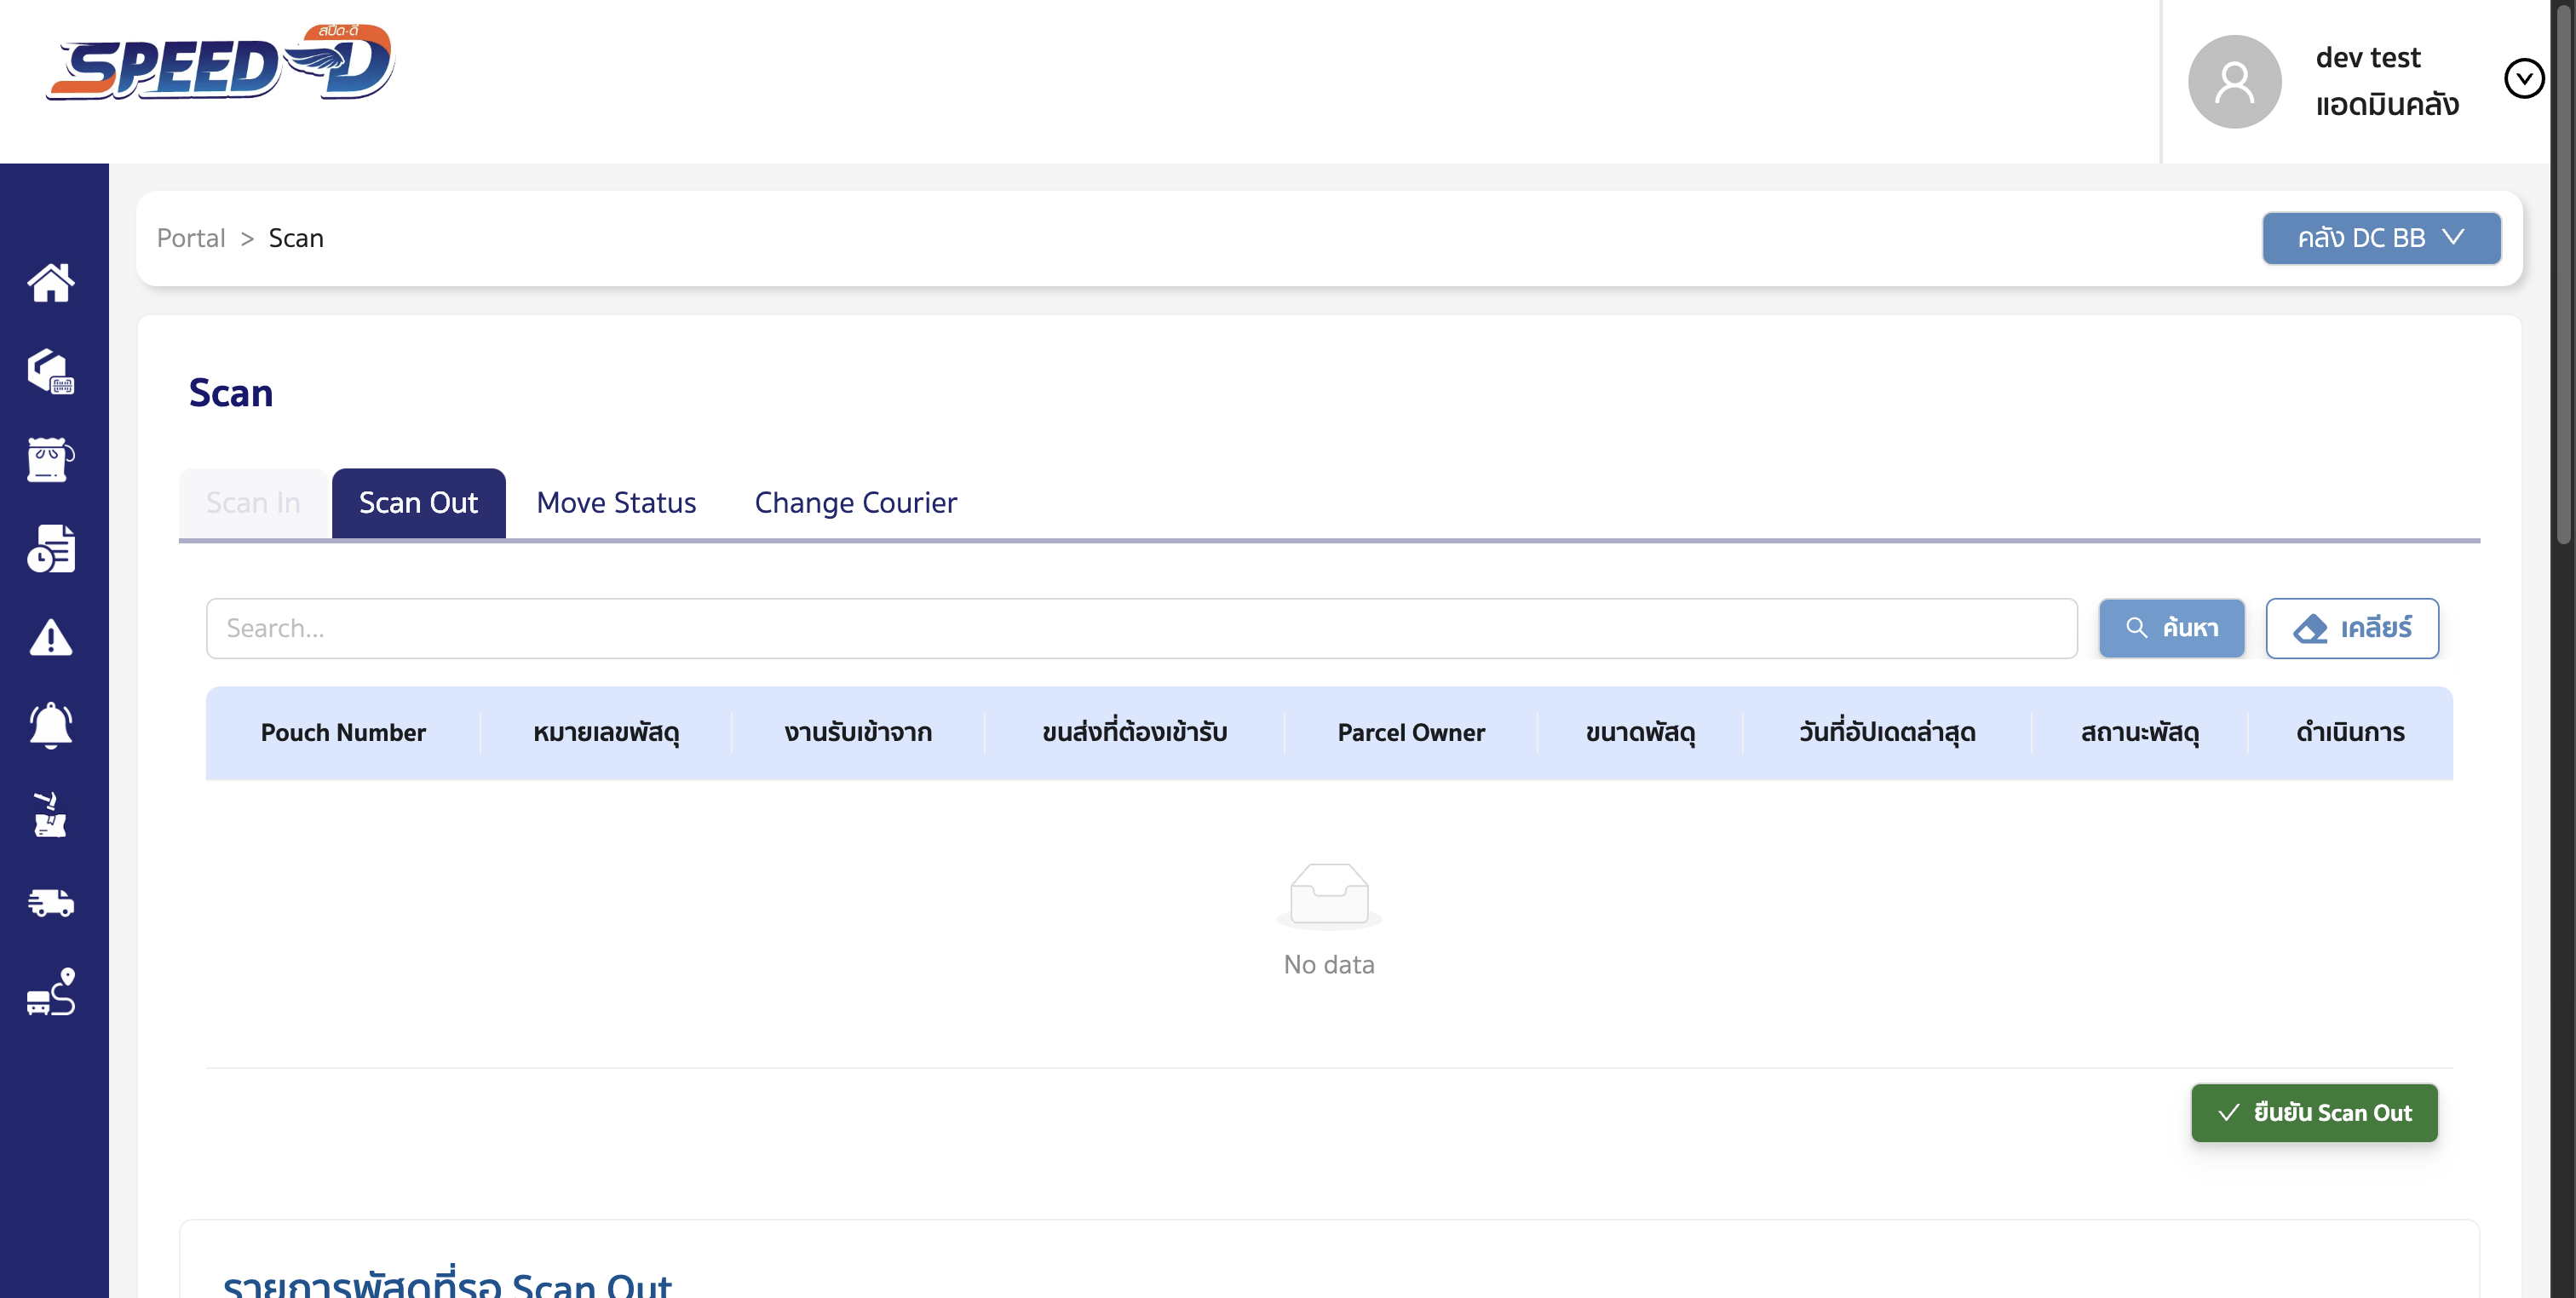 สปีด-ดี
SPEED-D
dev test
แอดมินคลัง
Portal > Scan
คลัง DC BB
Scan
Scan In
Scan Out
Move Status
Change Courier
Search...
ค้นหา
เคลียร์
Pouch Number
หมายเลขพัสดุ
งานรับเข้าจาก
ขนส่งที่ต้องเข้ารับ
Parcel Owner
ขนาดพัสดุ
วันที่อัปเดตล่าสุด
สถานะพัสดุ
ดำเนินการ
No data
ยืนยัน Scan Out
รายการพัสดุที่รอ Scan Out